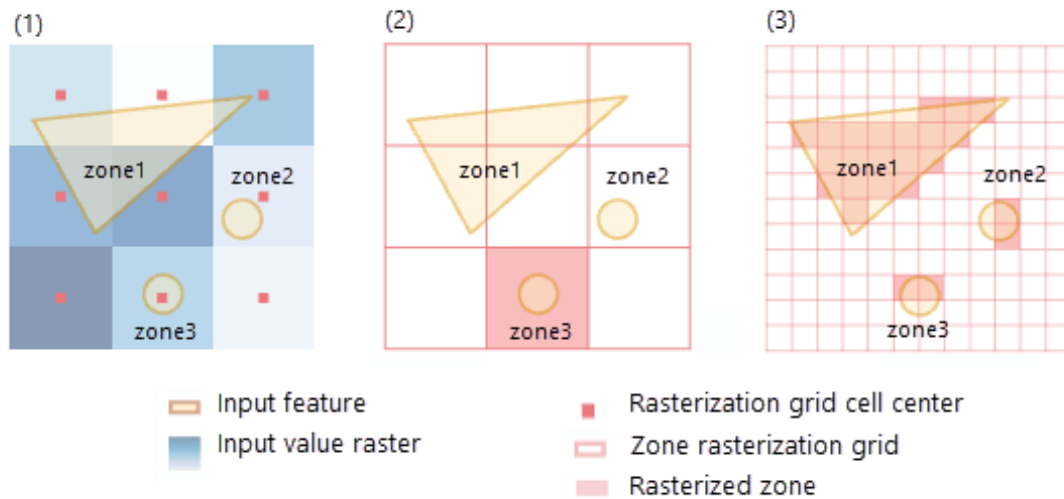 (1)
(2)
(3)
zone1
zone2
zone3
zone1
zone2
zone3
zone1
zone2
zone3
Input feature
Input value raster
Rasterization grid cell center
Zone rasterization grid
Rasterized zone